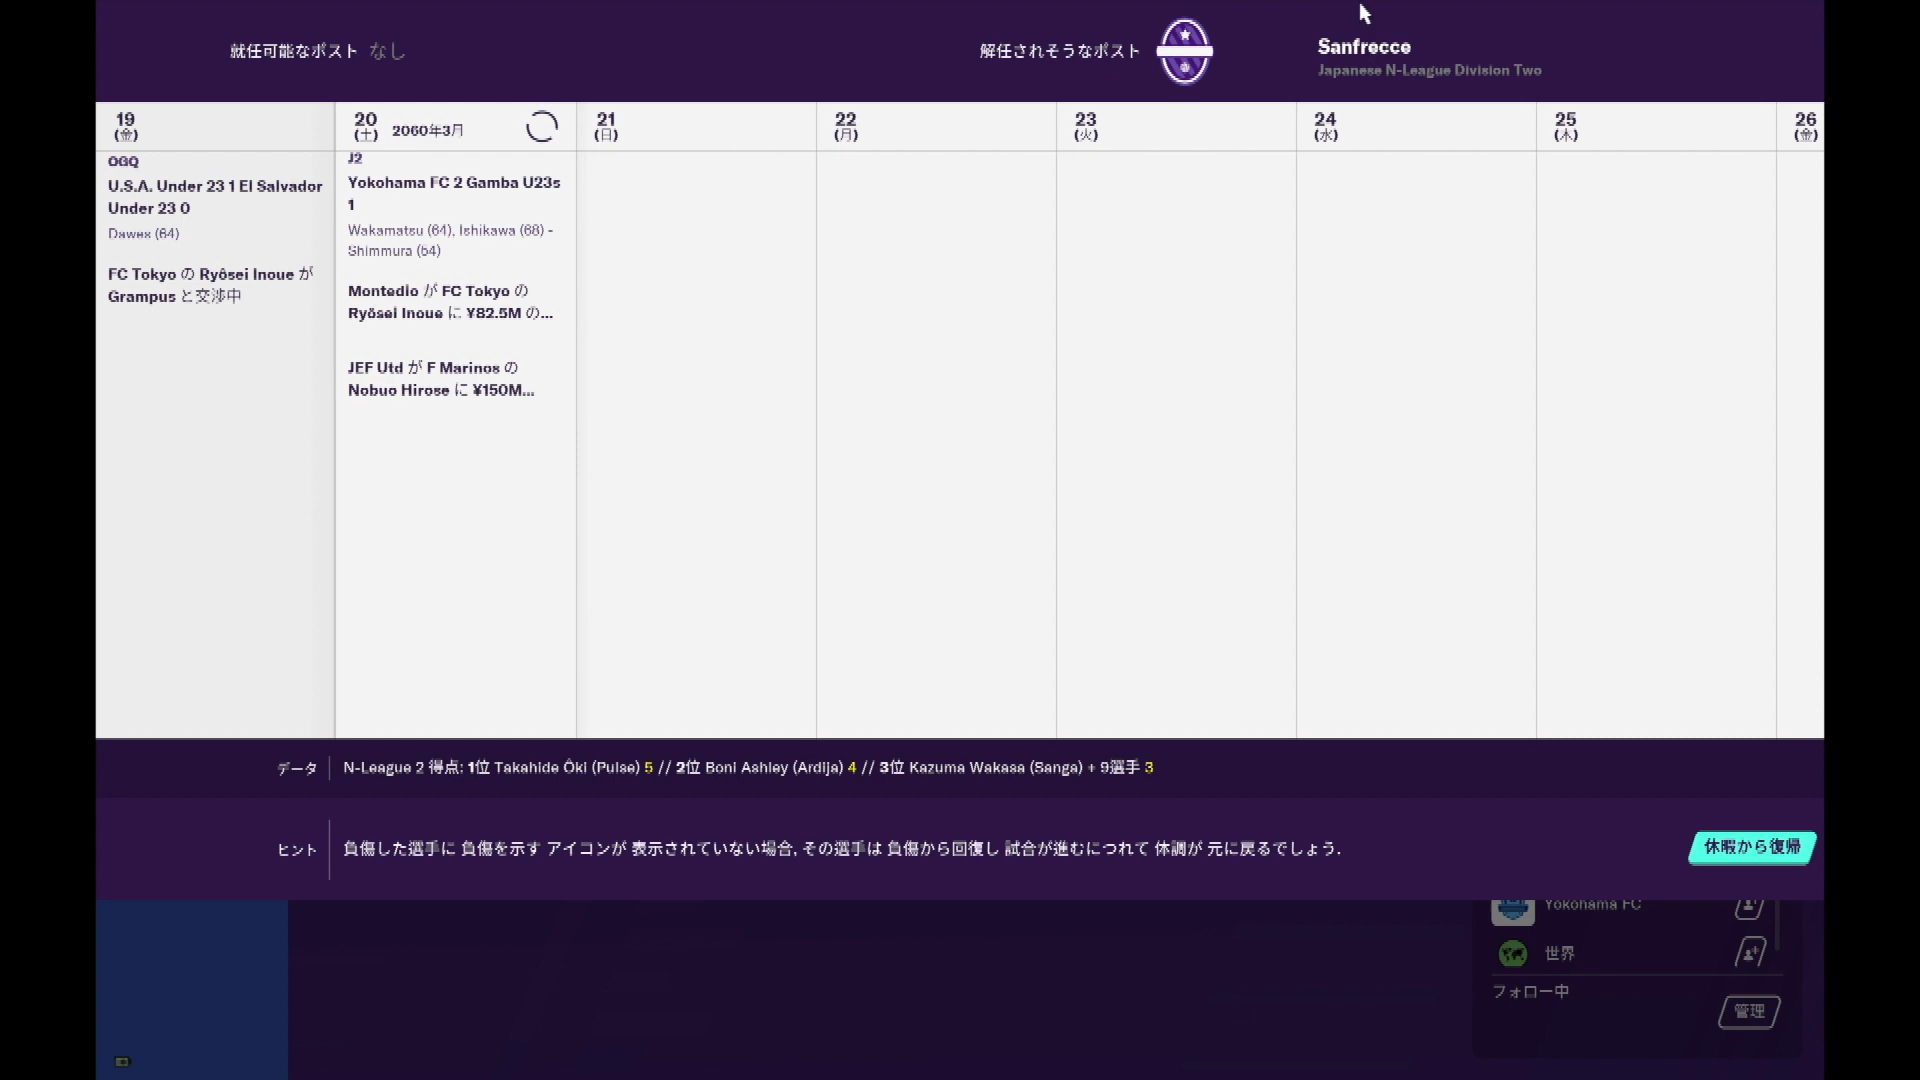 就任可能なポスト なし
解任されそうなポスト
Sanfrecce
Japanese N-League Division Two
19
(金)
20
(土)
2060年3月
21
(日)
22
(月)
23
(火)
24
(水)
25
(木)
26
(金)
OGQ
U.S.A. Under 23 1 El Salvador
Under 23 0
Dawes (64)
FC Tokyo の Ryôsei Inoue が
Grampus と交渉中
J2
Yokohama FC 2 Gamba U23s
1
Wakamatsu (64), Ishikawa (68) -
Shimmura (54)
Montedio が FC Tokyo の
Ryôsei Inoue に ¥82.5M の...
JEF Utd が F Marinos の
Nobuo Hirose に ¥150M...
データ
N-League 2 得点: 1位 Takahide Ôki (Pulse) 5 // 2位 Boni Ashley (Ardija) 4 // 3位 Kazuma Wakasa (Sanga) + 9選手 3
ヒント
負傷した選手に 負傷を示す アイコンが 表示されていない場合, その選手は 負傷から回復し 試合が進むにつれて 体調が 元に戻るでしょう.
休暇から復帰
Yokohama FC
世界
フォロー中
管理